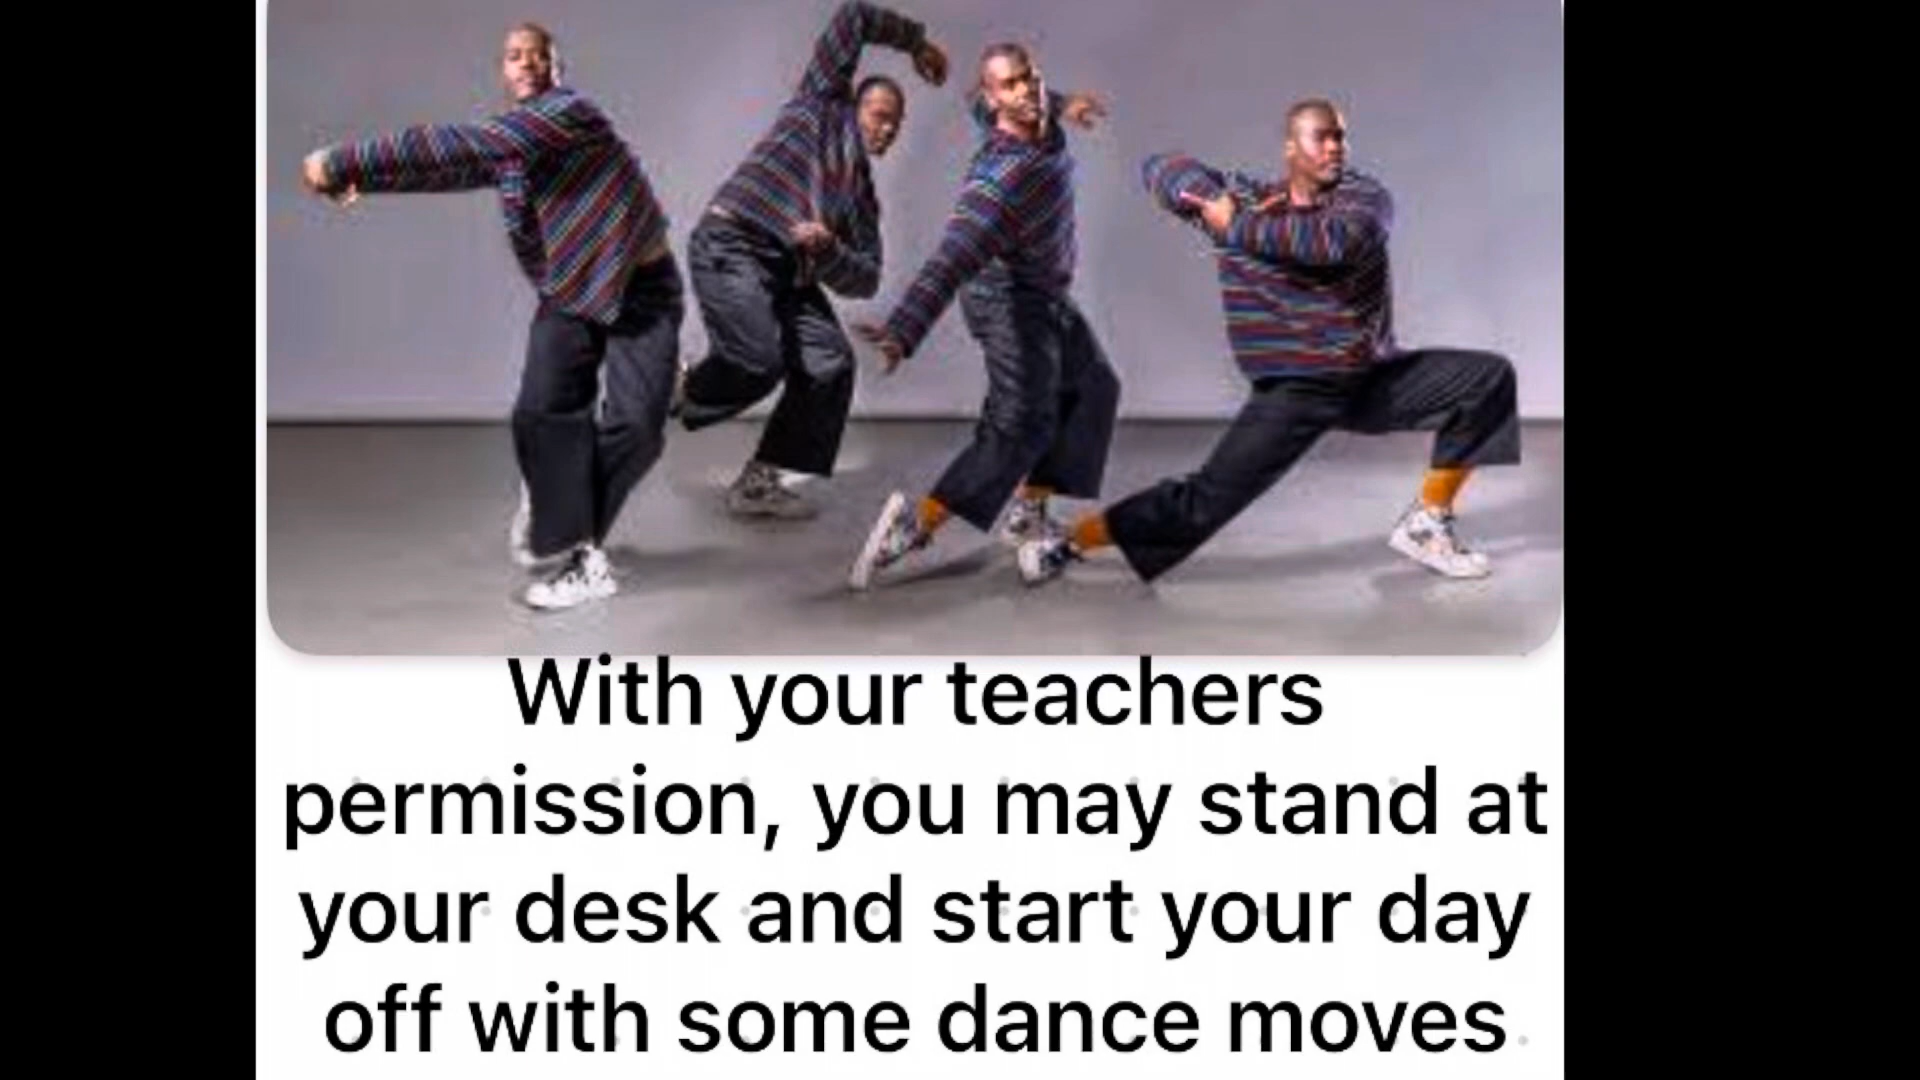 With your teachers
permission, you may stand at
your desk and start your day
off with some dance moves